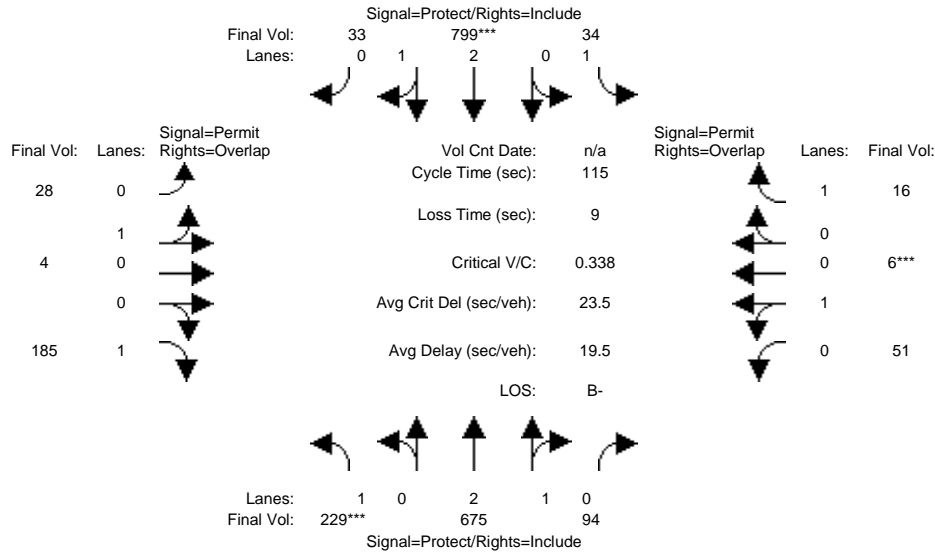 Signal=Protect/Rights=Include
Final Vol: 33 799*** 34
Lanes: 0 1 2 0 1
Signal=Permit Signal=Permit
Final Vol: Lanes: Rights=Overlap Vol Cnt Date: n/a Rights=Overlap Lanes: Final Vol:
Cycle Time (sec): 115
28 0 1 16
Loss Time (sec): 9
1 0
4 0 Critical V/C: 0.338 0 6***
0 Avg Crit Del (sec/veh): 23.5 1
185 1 Avg Delay (sec/veh): 19.5 0 51
LOS: B-
Lanes: 1 0 2 1 0
Final Vol: 229*** 675 94
Signal=Protect/Rights=Include